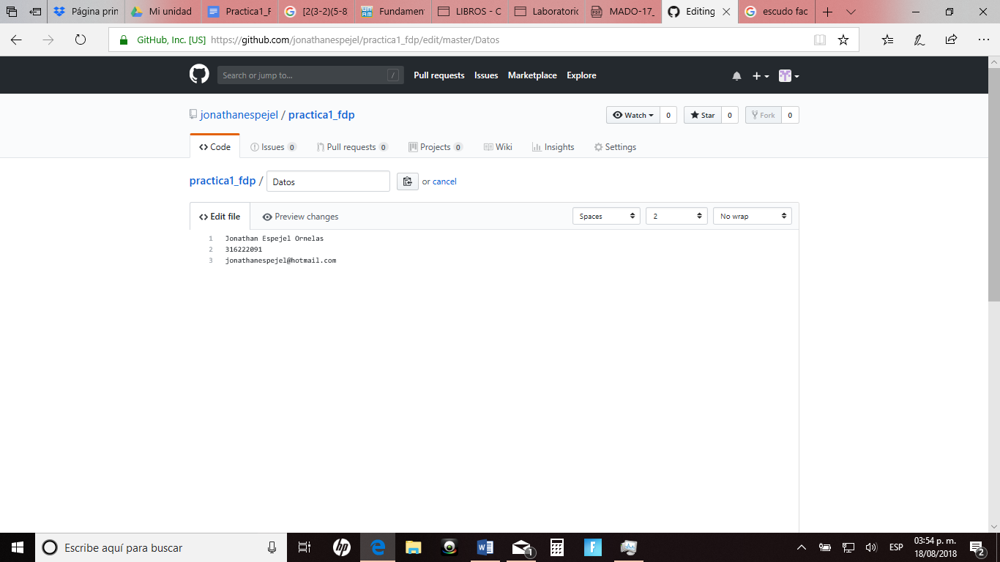 Página prin
Mi unidad
Practica1_F
[2(3-2)(5-8
Fundament
LIBROS - C
Laboratoric
MADO-17_
Editing
escudo fac
GitHub, Inc. [US] https://github.com/jonathanespejel/practica1_fdp/edit/master/Datos
Search or jump to... /
Pull requests Issues Marketplace Explore
jonathanespejel / practica1_fdp
Watch 0 Star 0 Fork 0
Code Issues 0 Pull requests 0 Projects 0 Wiki Insights Settings
practica1_fdp / Datos or cancel
Edit file Preview changes Spaces 2 No wrap
1 Jonathan Espejel Ornelas
2 316222091
3 jonathanespejel@hotmail.com
Escribe aquí para buscar
hp
1
F
ESP
03:54 p. m.
18/08/2018
2